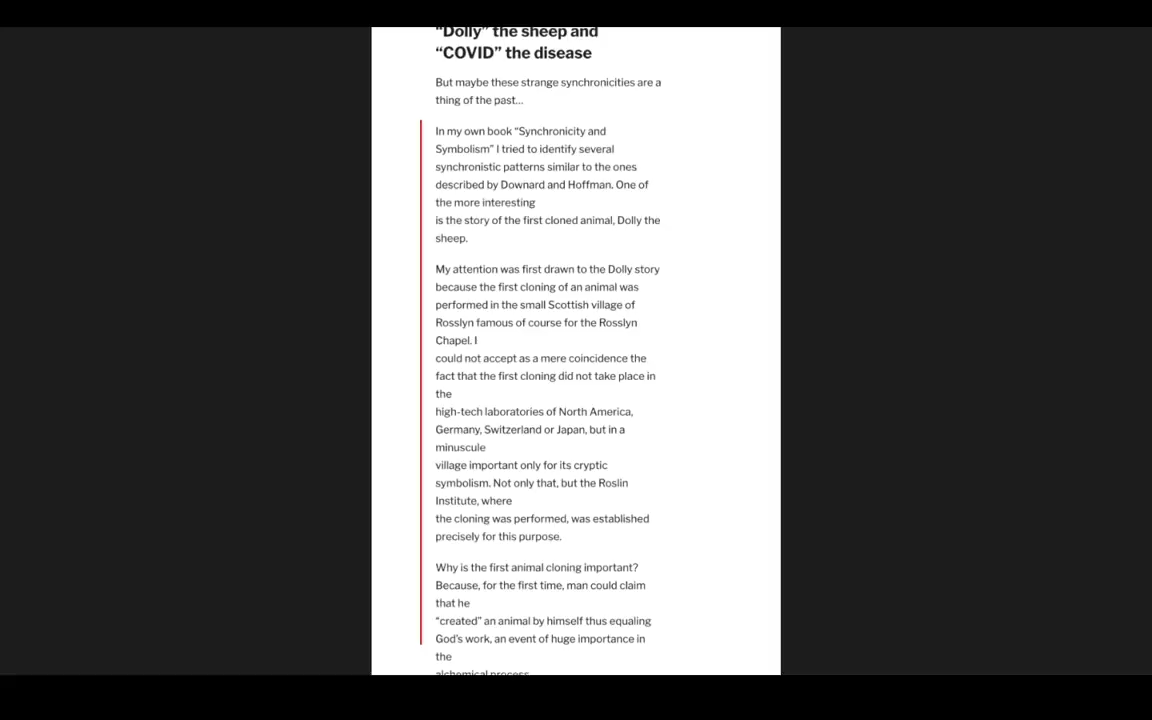 “Dolly” the sheep and
“COVID” the disease
But maybe these strange synchronicities are a
thing of the past…
In my own book “Synchronicity and
Symbolism” I tried to identify several
synchronistic patterns similar to the ones
described by Downard and Hoffman. One of
the more interesting
is the story of the first cloned animal, Dolly the
sheep.
My attention was first drawn to the Dolly story
because the first cloning of an animal was
performed in the small Scottish village of
Rosslyn famous of course for the Rosslyn
Chapel. I
could not accept as a mere coincidence the
fact that the first cloning did not take place in
the
high-tech laboratories of North America,
Germany, Switzerland or Japan, but in a
minuscule
village important only for its cryptic
symbolism. Not only that, but the Roslin
Institute, where
the cloning was performed, was established
precisely for this purpose.
Why is the first animal cloning important?
Because, for the first time, man could claim
that he
“created” an animal by himself thus equaling
God’s work, an event of huge importance in
the
alchemical process